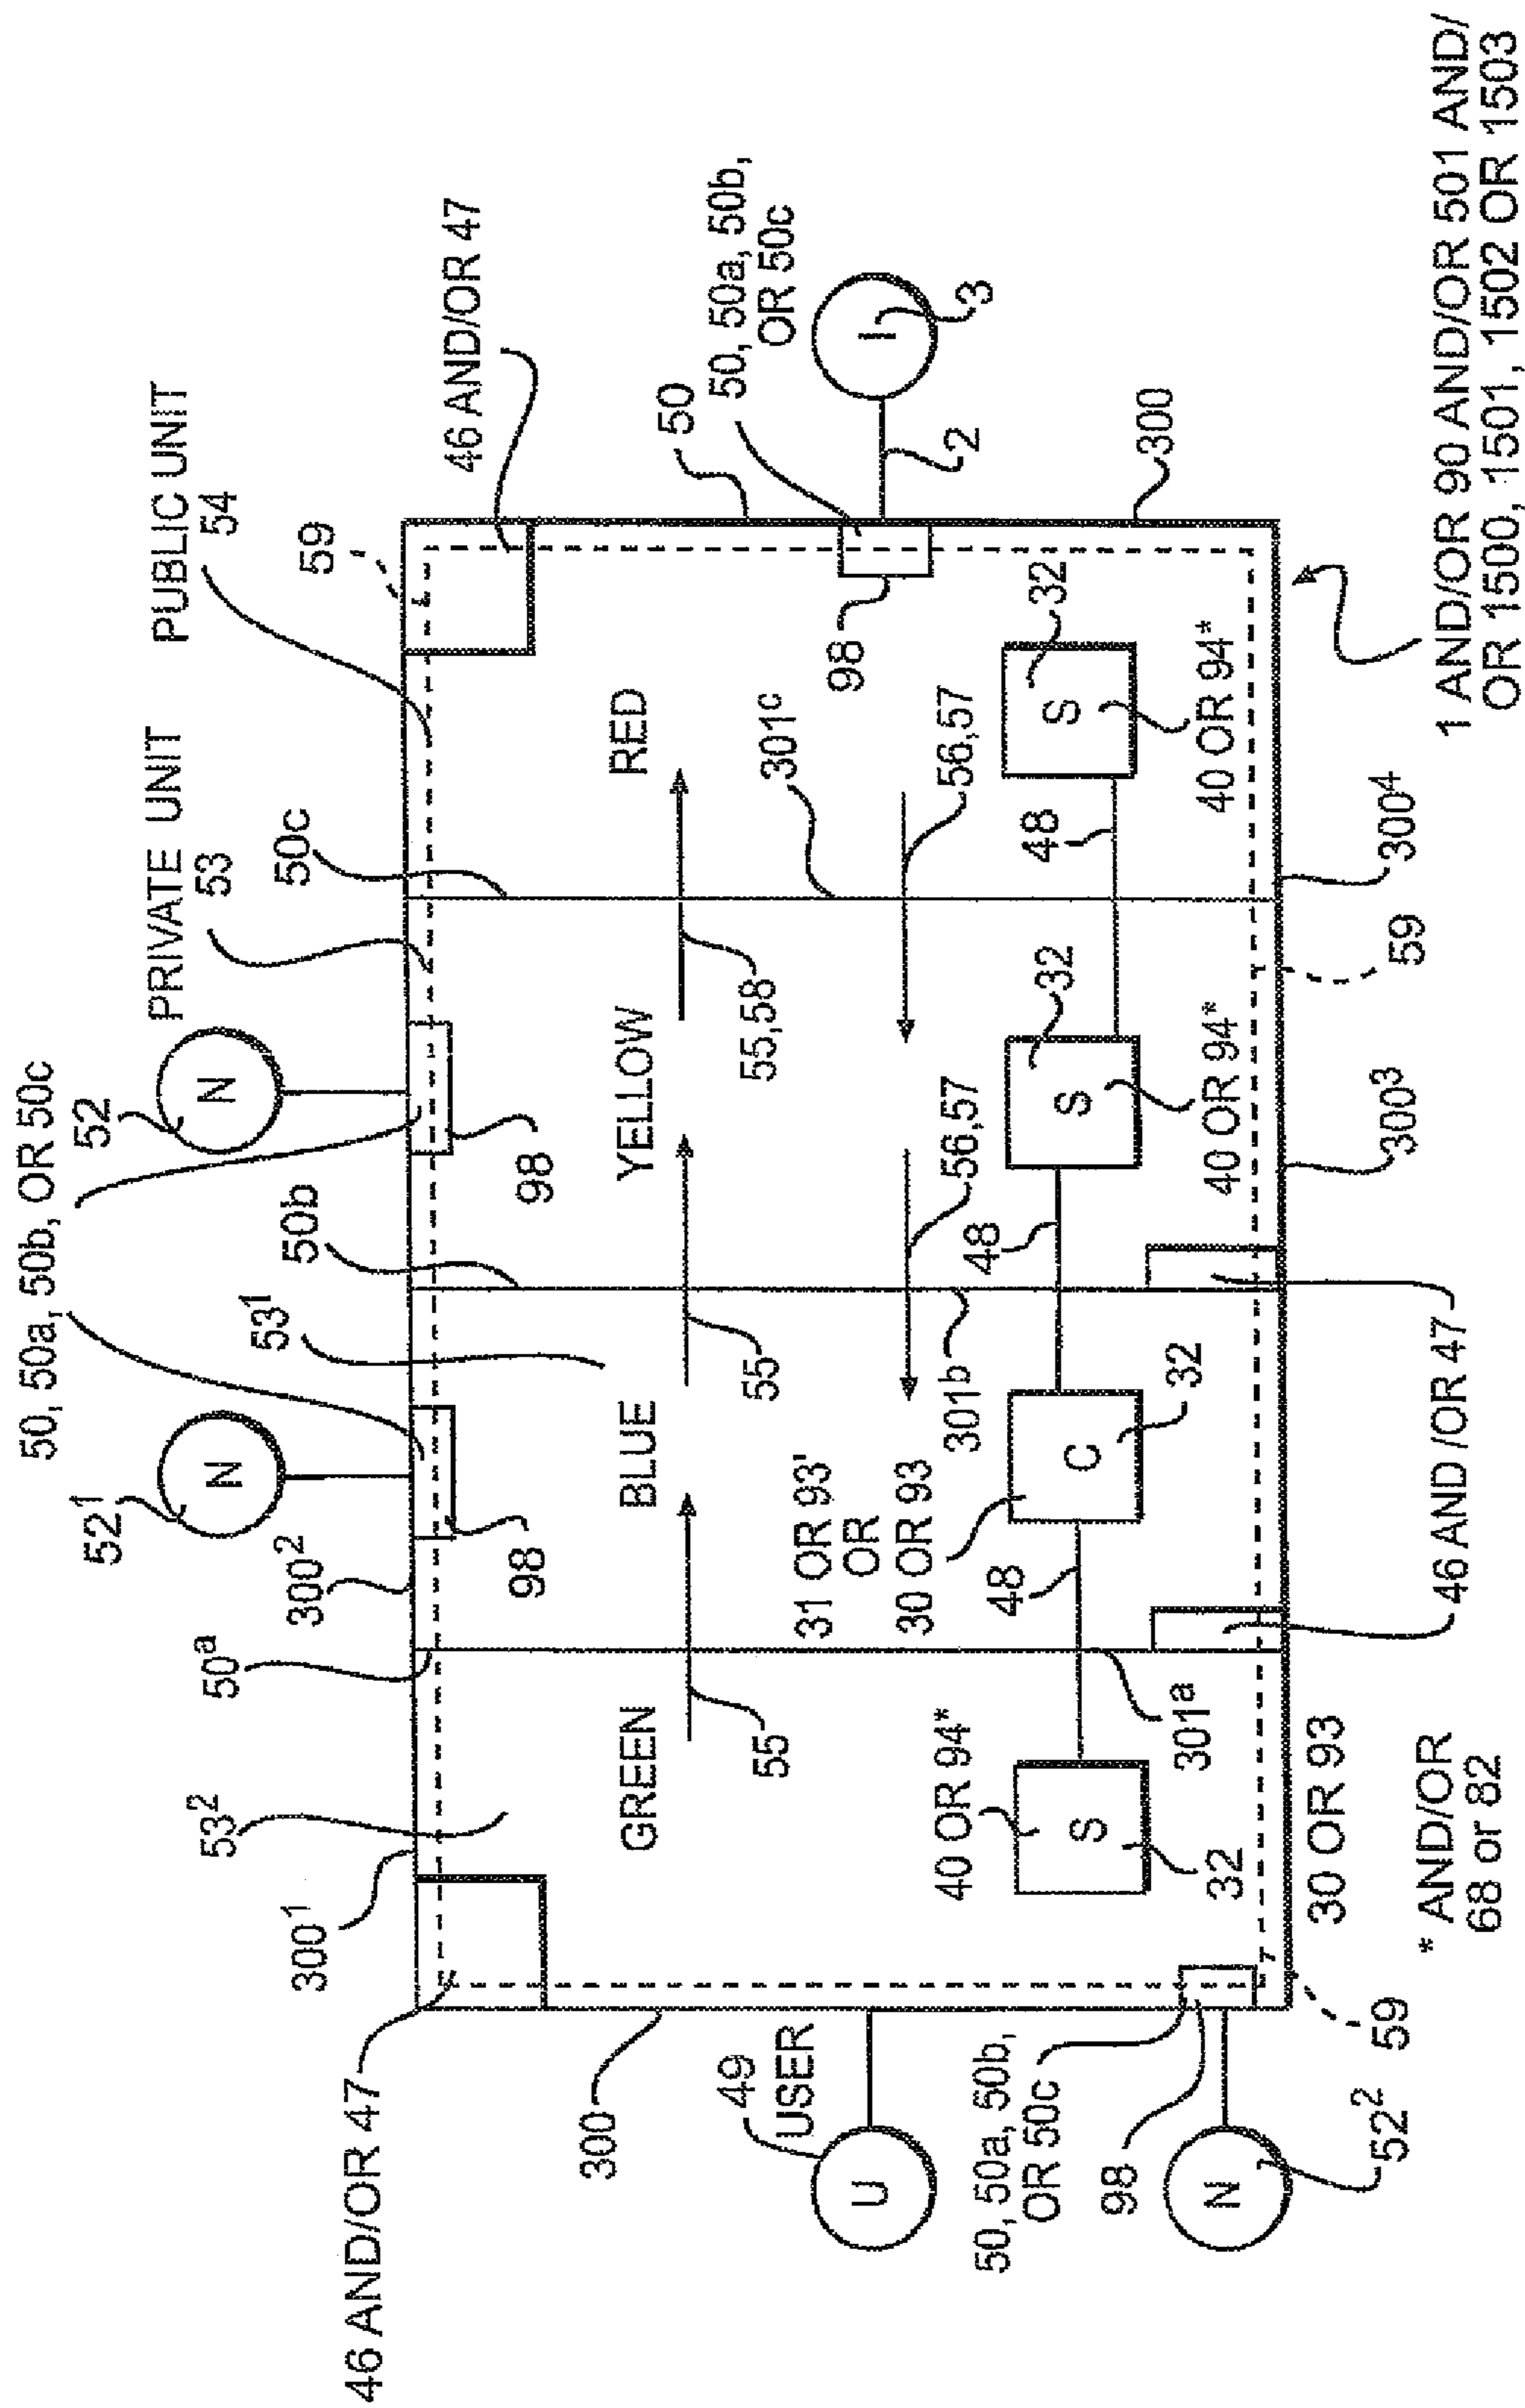 50, 50a, 50b, OR 50c
PRIVATE UNIT
53
PUBLIC UNIT
54
59
46 AND/OR 47
50
50, 50a, 50b,
OR 50c
I
3
2
300
46 AND/OR 47
300¹
53²
50ᵃ
300²
52¹
N
98
53¹
50b
52
N
98
50c
GREEN
BLUE
YELLOW
RED
55
55
55,58
56,57
56,57
301ᶜ
98
300
49
USER
U
40 OR 94*
S
32
48
301ᵃ
31 OR 93'
OR
30 OR 93
C
32
301ᵇ
48
S
32
40 OR 94*
48
S
32
40 OR 94*
50, 50a, 50b,
OR 50c
98
N
52²
59
30 OR 93
46 AND /OR 47
300³
59
300⁴
* AND/OR
68 or 82
1 AND/OR 90 AND/OR 501 AND/
OR 1500, 1501, 1502 OR 1503